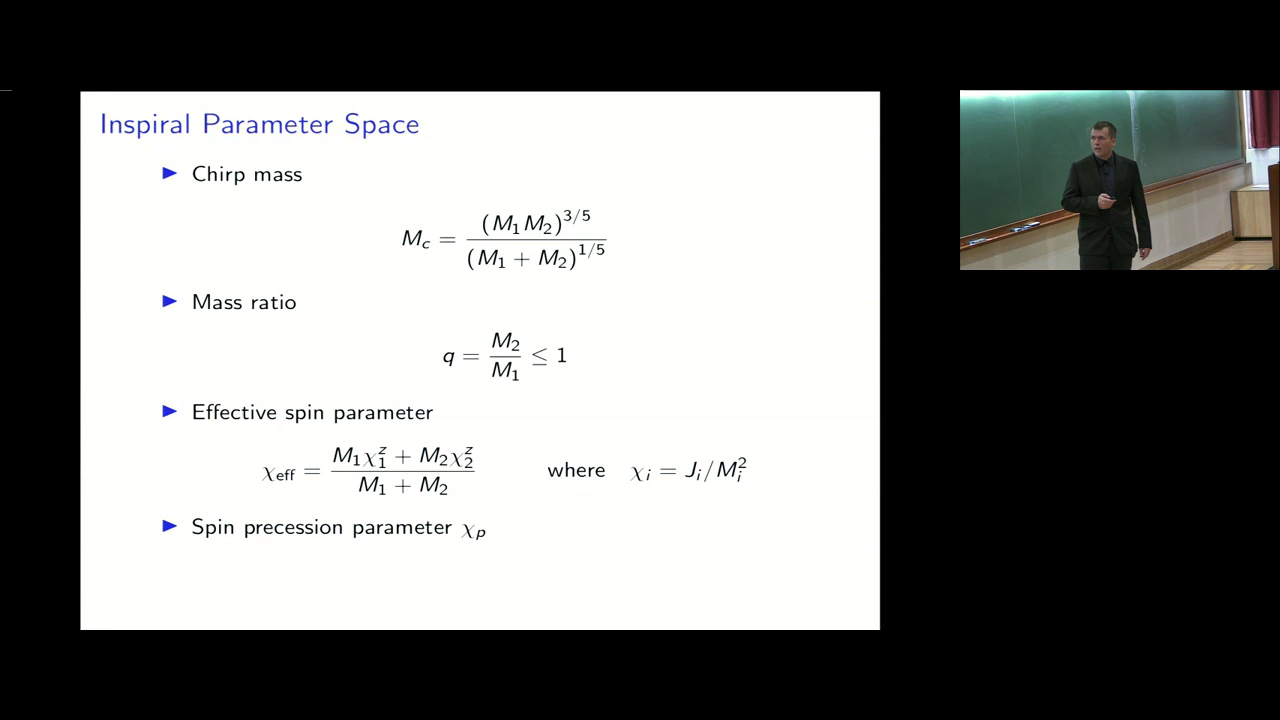 Inspiral Parameter Space
▶ Chirp mass
M_c = (M_1 M_2)^{3/5} / (M_1 + M_2)^{1/5}
▶ Mass ratio
q = M_2 / M_1 ≤ 1
▶ Effective spin parameter
χ_eff = (M_1 χ_1^z + M_2 χ_2^z) / (M_1 + M_2) where χ_i = J_i/M_i^2
▶ Spin precession parameter χ_p